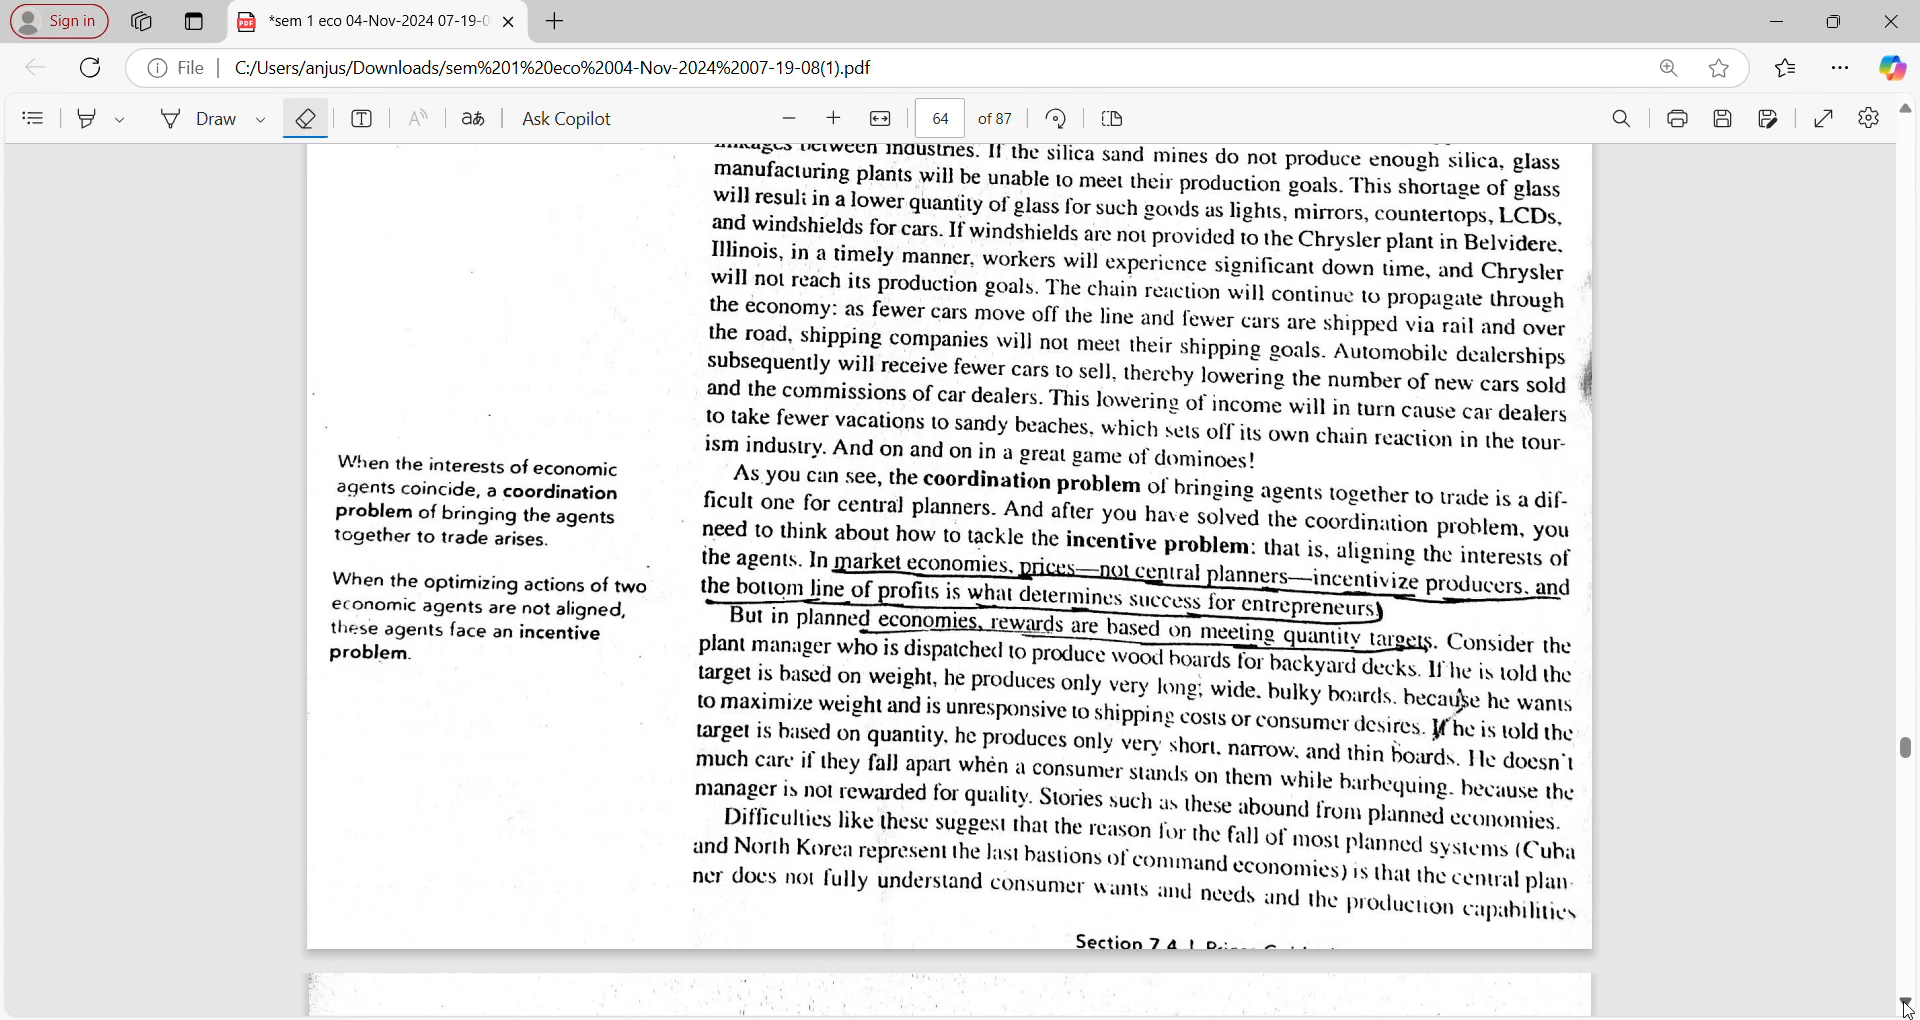 Sign in
*sem 1 eco 04-Nov-2024 07-19-0
File
C:/Users/anjus/Downloads/sem%201%20eco%2004-Nov-2024%2007-19-08(1).pdf
Draw
T
aあ
Ask Copilot
64
of 87
linkages between industries. If the silica sand mines do not produce enough silica, glass
manufacturing plants will be unable to meet their production goals. This shortage of glass
will result in a lower quantity of glass for such goods as lights, mirrors, countertops, LCDs,
and windshields for cars. If windshields are not provided to the Chrysler plant in Belvidere,
Illinois, in a timely manner, workers will experience significant down time, and Chrysler
will not reach its production goals. The chain reaction will continue to propagate through
the economy: as fewer cars move off the line and fewer cars are shipped via rail and over
the road, shipping companies will not meet their shipping goals. Automobile dealerships
subsequently will receive fewer cars to sell, thereby lowering the number of new cars sold
and the commissions of car dealers. This lowering of income will in turn cause car dealers
to take fewer vacations to sandy beaches, which sets off its own chain reaction in the tour-
ism industry. And on and on in a great game of dominoes!
As you can see, the coordination problem of bringing agents together to trade is a dif-
ficult one for central planners. And after you have solved the coordination problem, you
need to think about how to tackle the incentive problem: that is, aligning the interests of
the agents. In market economies, prices—not central planners—incentivize producers, and
the bottom line of profits is what determines success for entrepreneurs.
But in planned economies, rewards are based on meeting quantity targets. Consider the
plant manager who is dispatched to produce wood boards for backyard decks. If he is told the
target is based on weight, he produces only very long, wide, bulky boards, because he wants
to maximize weight and is unresponsive to shipping costs or consumer desires. If he is told the
target is based on quantity, he produces only very short, narrow, and thin boards. He doesn't
much care if they fall apart when a consumer stands on them while barbequing, because the
manager is not rewarded for quality. Stories such as these abound from planned economies.
Difficulties like these suggest that the reason for the fall of most planned systems (Cuba
and North Korea represent the last bastions of command economies) is that the central plan-
ner does not fully understand consumer wants and needs and the production capabilities
When the interests of economic
agents coincide, a coordination
problem of bringing the agents
together to trade arises.
When the optimizing actions of two
economic agents are not aligned,
these agents face an incentive
problem.
Section 7.4